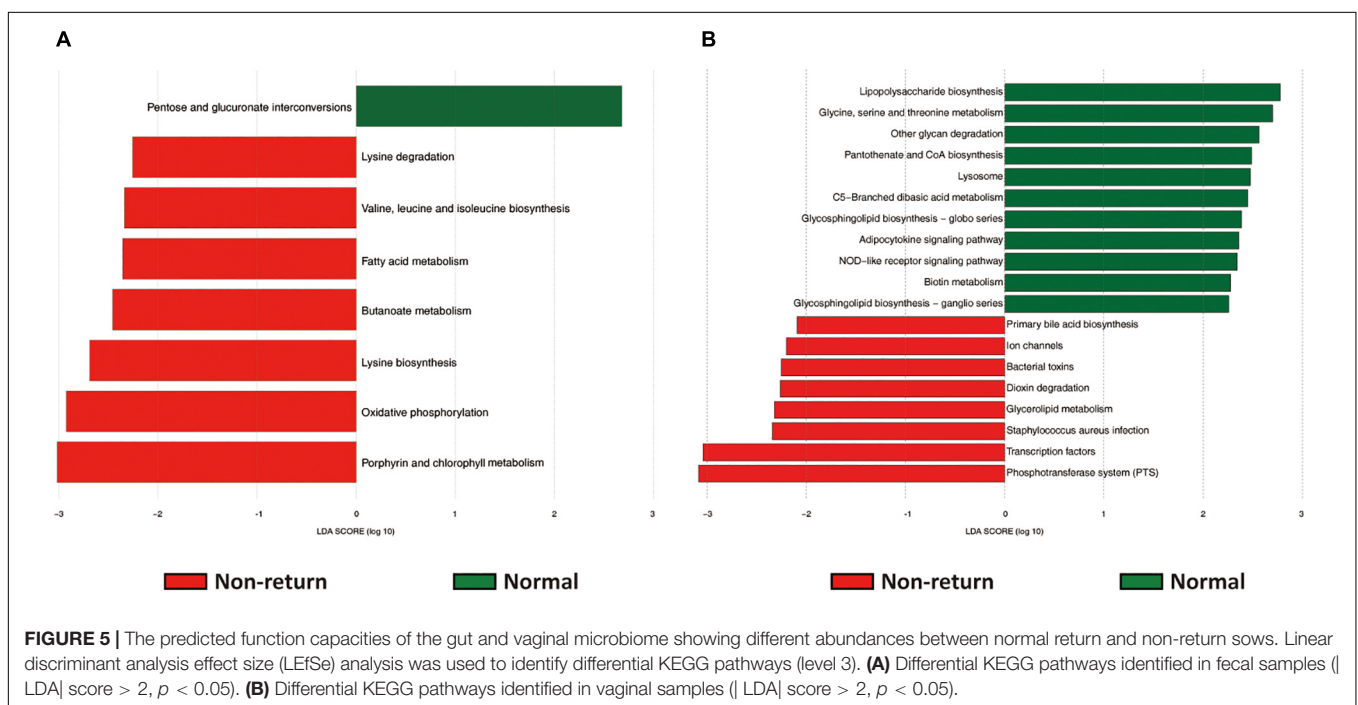 A
Pentose and glucuronate interconversions
Lysine degradation
Valine, leucine and isoleucine biosynthesis
Fatty acid metabolism
Butanoate metabolism
Lysine biosynthesis
Oxidative phosphorylation
Porphyrin and chlorophyll metabolism
−3 −2 -1 0 1 2 3
LDA SCORE (log 10)
Non-return Normal
B
Lipopolysaccharide biosynthesis
Glycine, serine and threonine metabolism
Other glycan degradation
Pantothenate and CoA biosynthesis
Lysosome
C5−Branched dibasic acid metabolism
Glycosphingolipid biosynthesis − globo series
Adipocytokine signaling pathway
NOD−like receptor signaling pathway
Biotin metabolism
Glycosphingolipid biosynthesis − ganglio series
Primary bile acid biosynthesis
Ion channels
Bacterial toxins
Dioxin degradation
Glycerolipid metabolism
Staphylococcus aureus infection
Transcription factors
Phosphotransferase system (PTS)
−3 −2 -1 0 1 2 3
LDA SCORE (log 10)
Non-return Normal
FIGURE 5 | The predicted function capacities of the gut and vaginal microbiome showing different abundances between normal return and non-return sows. Linear
discriminant analysis effect size (LEfSe) analysis was used to identify differential KEGG pathways (level 3). (A) Differential KEGG pathways identified in fecal samples (|
LDA| score > 2, p < 0.05). (B) Differential KEGG pathways identified in vaginal samples (| LDA| score > 2, p < 0.05).